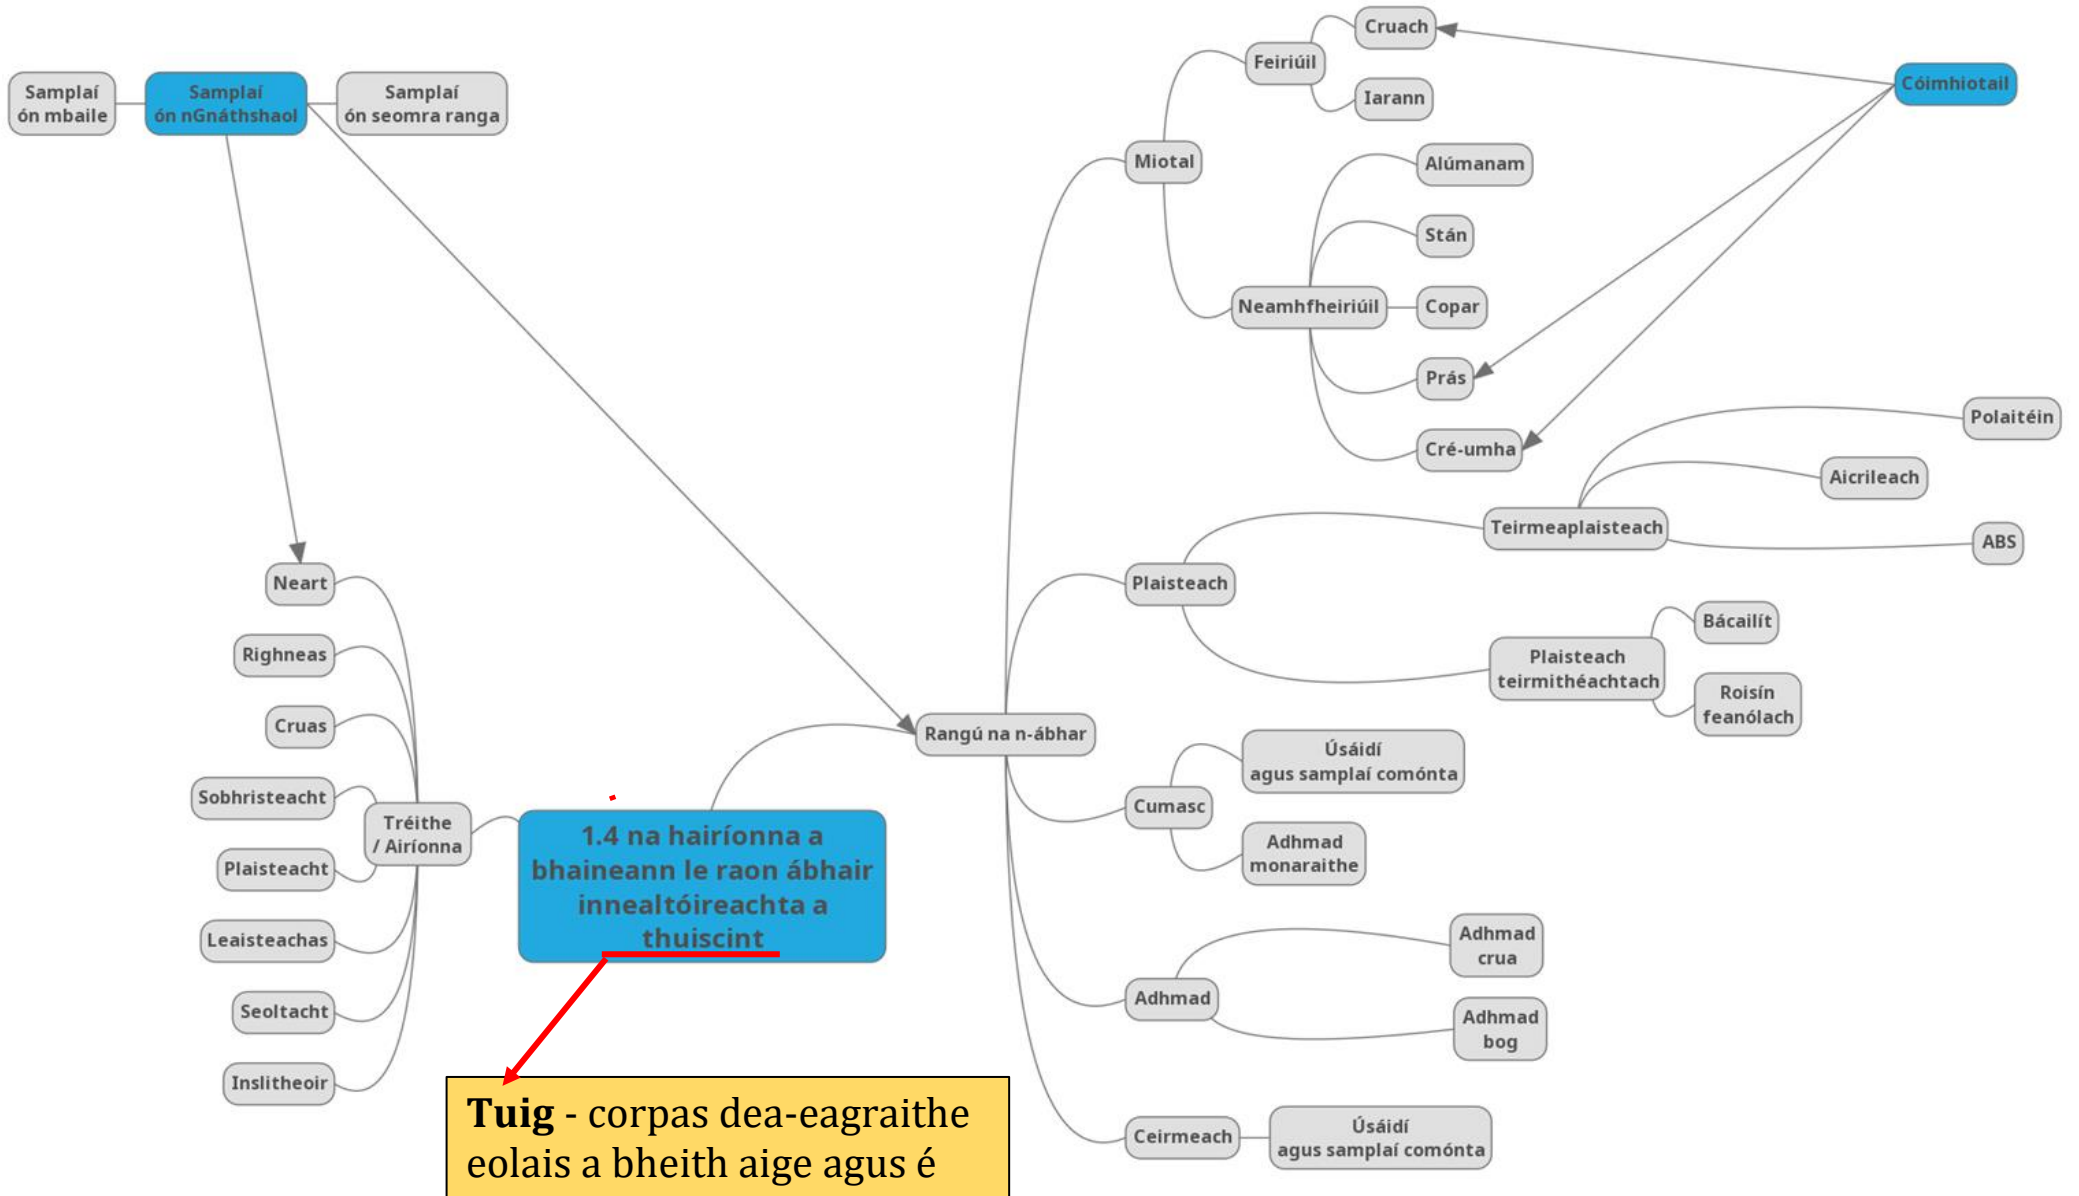 Samplaí
ón mbaile
Samplaí
ón nGnáthshaol
Samplaí
ón seomra ranga
Neart
Righneas
Cruas
Sobhristeacht
Plaisteacht
Leaisteachas
Seoltacht
Inslitheoir
Tréithe
/ Airíonna
1.4 na hairíonna a
bhaineann le raon ábhair
innealtóireachta a
thuiscint
Tuig - corpas dea-eagraithe
eolais a bheith aige agus é
Rangú na n-ábhar
Miotal
Feiriúil
Cruach
Iarann
Cóimhiotail
Neamhfheiriúil
Alúmanam
Stán
Copar
Prás
Cré-umha
Plaisteach
Teirmeaplaisteach
Polaitéin
Aicrileach
ABS
Plaisteach
teirmithéachtach
Bácailít
Roisín
feanólach
Cumasc
Úsáidí
agus samplaí comónta
Adhmad
monaraithe
Adhmad
Adhmad
crua
Adhmad
bog
Ceirmeach
Úsáidí
agus samplaí comónta